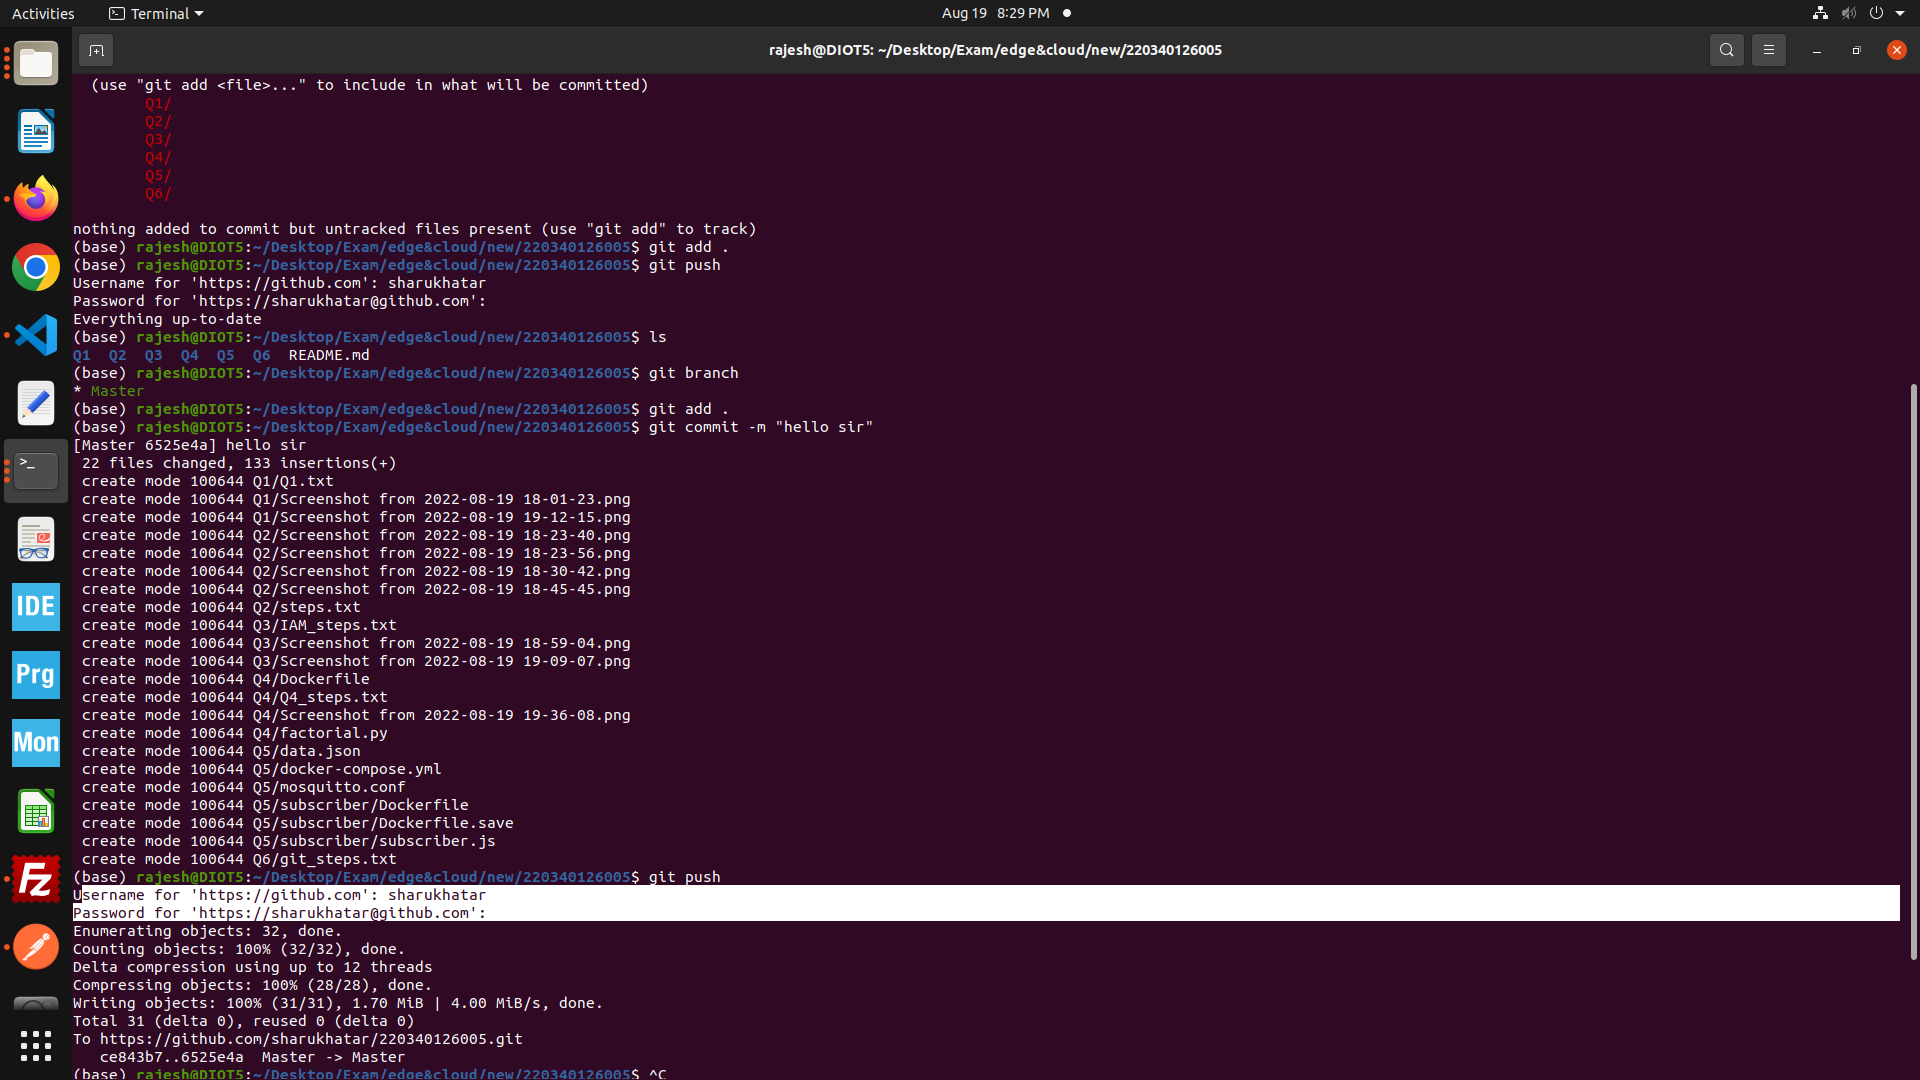 Activities Terminal Aug 19 8:29 PM
rajesh@DIOT5: ~/Desktop/Exam/edge&cloud/new/220340126005
(use "git add <file>..." to include in what will be committed)
Q1/
Q2/
Q3/
Q4/
Q5/
Q6/
nothing added to commit but untracked files present (use "git add" to track)
(base) rajesh@DIOT5:~/Desktop/Exam/edge&cloud/new/220340126005$ git add .
(base) rajesh@DIOT5:~/Desktop/Exam/edge&cloud/new/220340126005$ git push
Username for 'https://github.com': sharukhatar
Password for 'https://sharukhatar@github.com':
Everything up-to-date
(base) rajesh@DIOT5:~/Desktop/Exam/edge&cloud/new/220340126005$ ls
Q1 Q2 Q3 Q4 Q5 Q6 README.md
(base) rajesh@DIOT5:~/Desktop/Exam/edge&cloud/new/220340126005$ git branch
* Master
(base) rajesh@DIOT5:~/Desktop/Exam/edge&cloud/new/220340126005$ git add .
(base) rajesh@DIOT5:~/Desktop/Exam/edge&cloud/new/220340126005$ git commit -m "hello sir"
[Master 6525e4a] hello sir
22 files changed, 133 insertions(+)
create mode 100644 Q1/Q1.txt
create mode 100644 Q1/Screenshot from 2022-08-19 18-01-23.png
create mode 100644 Q1/Screenshot from 2022-08-19 19-12-15.png
create mode 100644 Q2/Screenshot from 2022-08-19 18-23-40.png
create mode 100644 Q2/Screenshot from 2022-08-19 18-23-56.png
create mode 100644 Q2/Screenshot from 2022-08-19 18-30-42.png
create mode 100644 Q2/Screenshot from 2022-08-19 18-45-45.png
create mode 100644 Q2/steps.txt
create mode 100644 Q3/IAM_steps.txt
create mode 100644 Q3/Screenshot from 2022-08-19 18-59-04.png
create mode 100644 Q3/Screenshot from 2022-08-19 19-09-07.png
create mode 100644 Q4/Dockerfile
create mode 100644 Q4/Q4_steps.txt
create mode 100644 Q4/Screenshot from 2022-08-19 19-36-08.png
create mode 100644 Q4/factorial.py
create mode 100644 Q5/data.json
create mode 100644 Q5/docker-compose.yml
create mode 100644 Q5/mosquitto.conf
create mode 100644 Q5/subscriber/Dockerfile
create mode 100644 Q5/subscriber/Dockerfile.save
create mode 100644 Q5/subscriber/subscriber.js
create mode 100644 Q6/git_steps.txt
(base) rajesh@DIOT5:~/Desktop/Exam/edge&cloud/new/220340126005$ git push
Username for 'https://github.com': sharukhatar
Password for 'https://sharukhatar@github.com':
Enumerating objects: 32, done.
Counting objects: 100% (32/32), done.
Delta compression using up to 12 threads
Compressing objects: 100% (28/28), done.
Writing objects: 100% (31/31), 1.70 MiB | 4.00 MiB/s, done.
Total 31 (delta 0), reused 0 (delta 0)
To https://github.com/sharukhatar/220340126005.git
ce843b7..6525e4a Master -> Master
(base) rajesh@DIOT5:~/Desktop/Exam/edge&cloud/new/220340126005$ ^C
>_
IDE
Prg
Mon
Fz